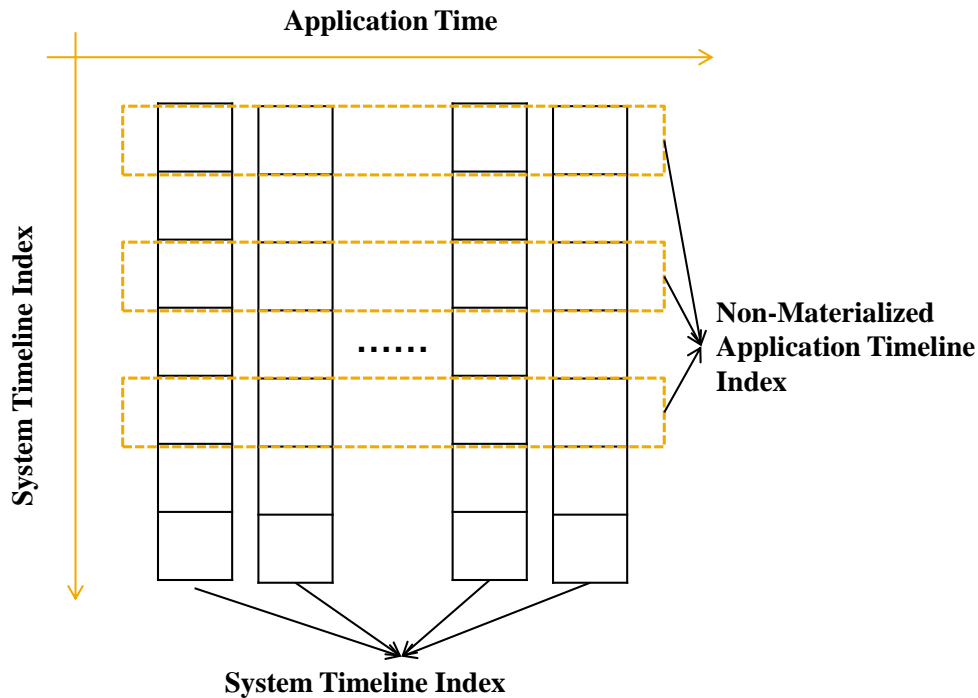 Application Time
System Timeline Index
Non-Materialized
Application Timeline
Index
......
System Timeline Index